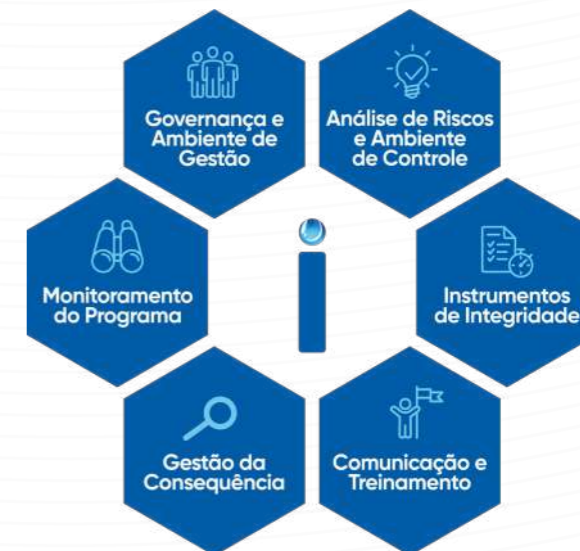 Governança e
Ambiente de
Gestão
Análise de Riscos
e Ambiente
de Controle
Monitoramento
do Programa
i
Instrumentos
de Integridade
Gestão da
Consequência
Comunicação e
Treinamento